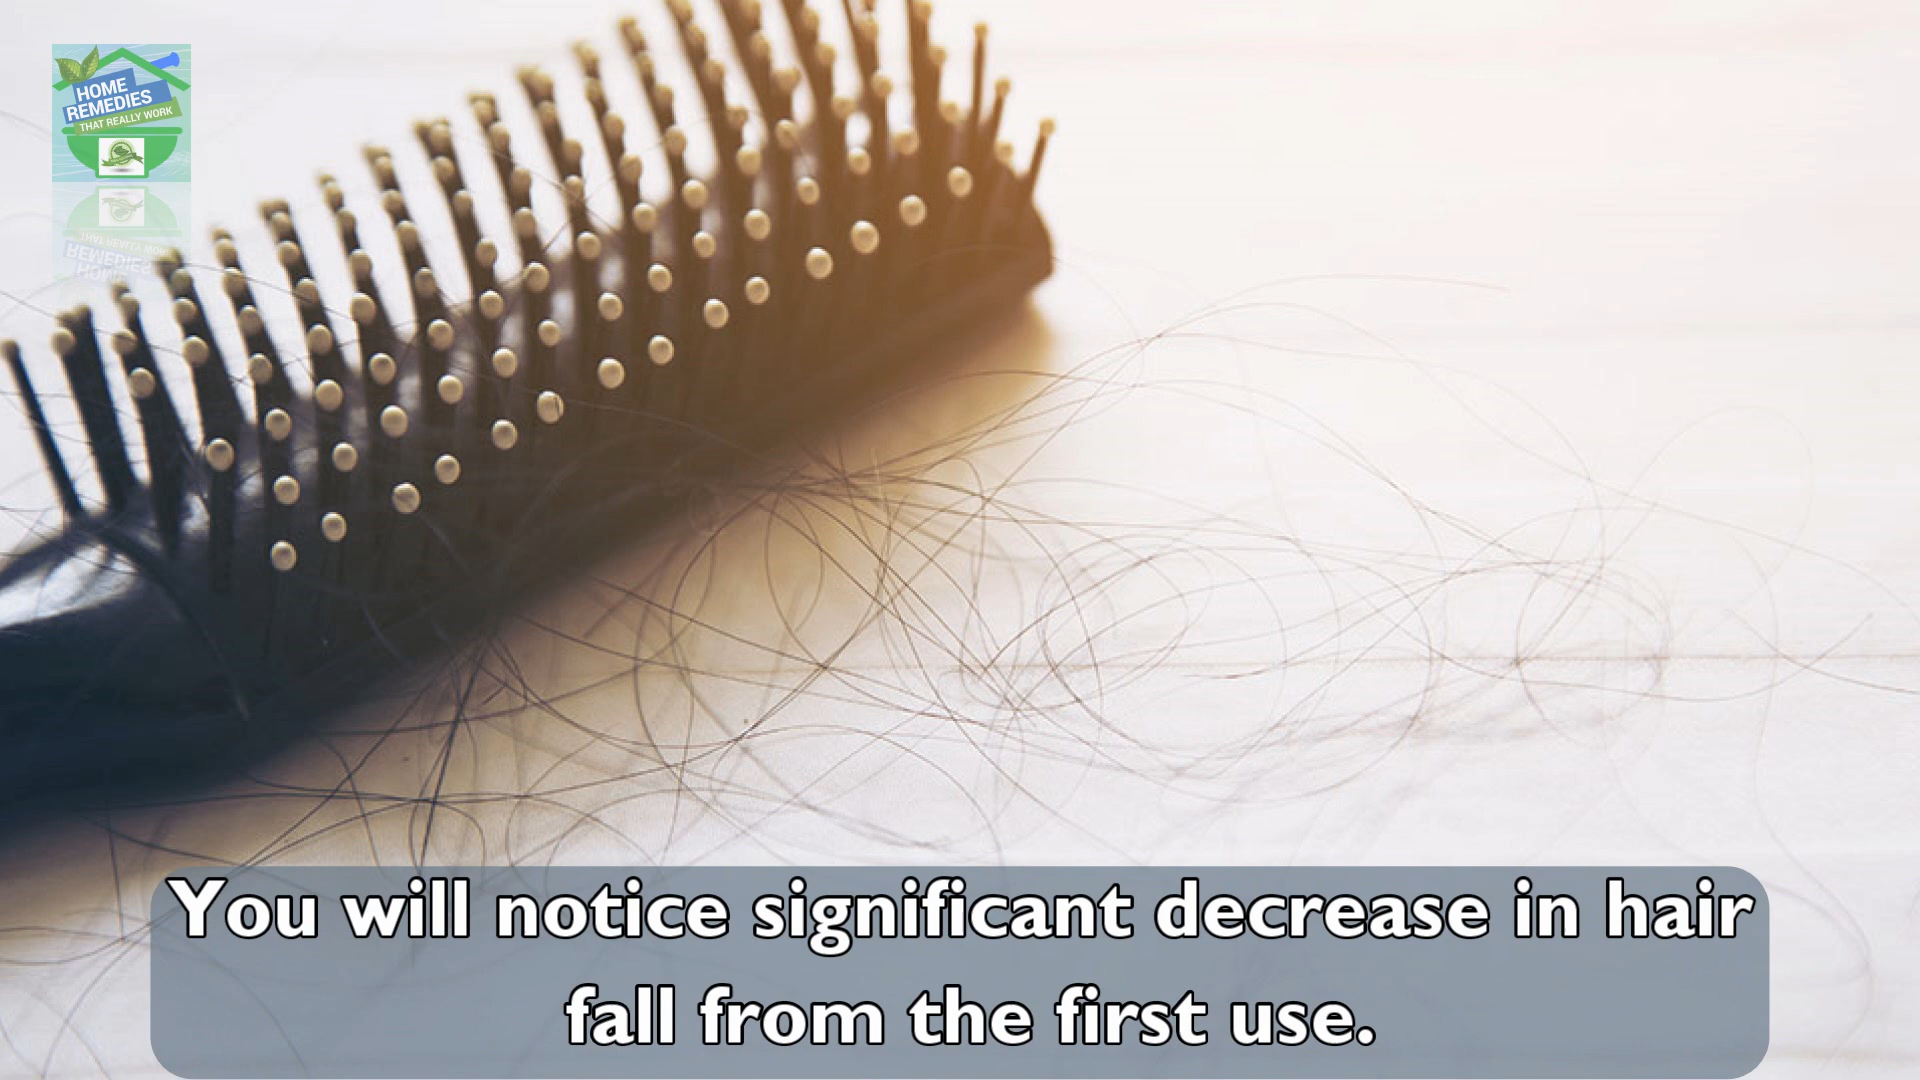 HOME
REMEDIES
THAT REALLY WORK
You will notice significant decrease in hair
fall from the first use.